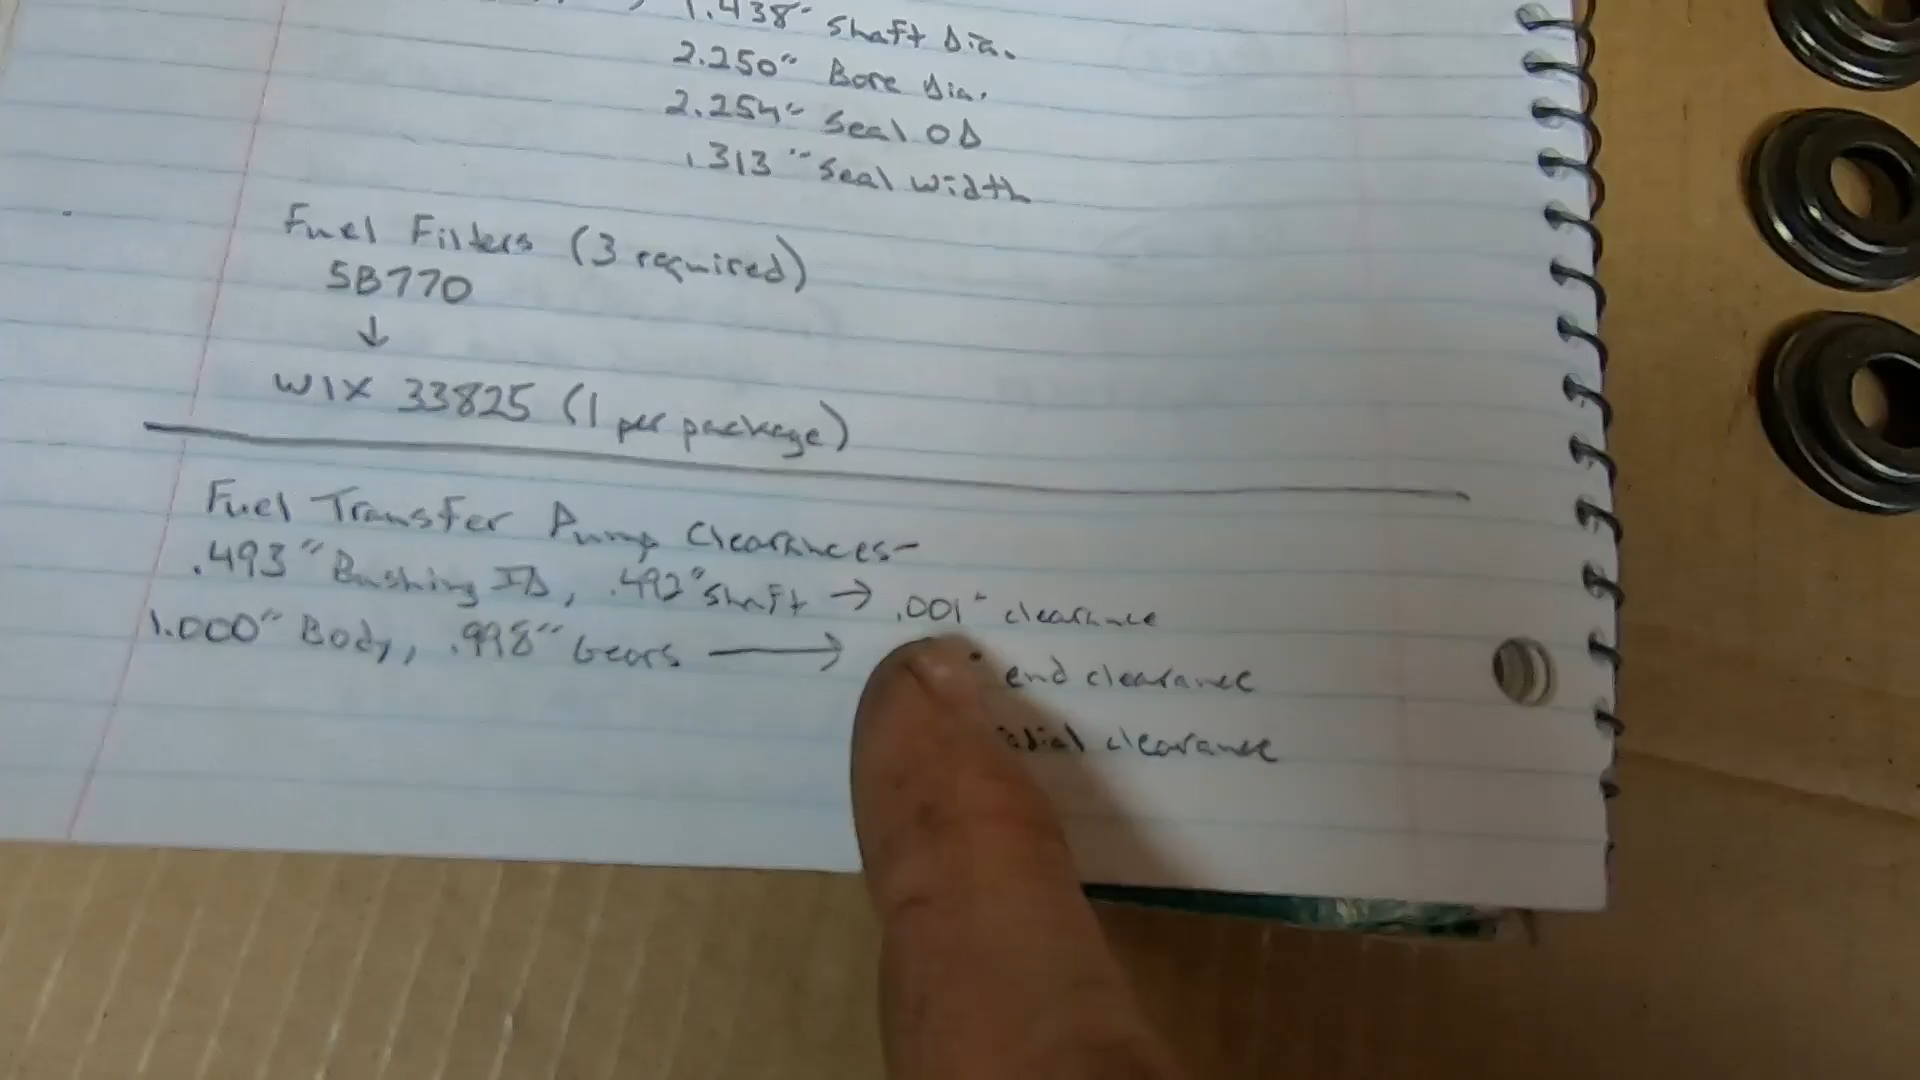 1.438" Shaft Dia.
2.250" Bore Dia.
2.254" Seal OD
.313" Seal Width
Fuel Filters (3 required)
SB770
↓
WIX 33825 (1 per package)
Fuel Transfer Pump Clearances-
.493" Bushing ID, .492" Shaft → .001" clearance
1.000" Body, .998" Gears → end clearance
clearance